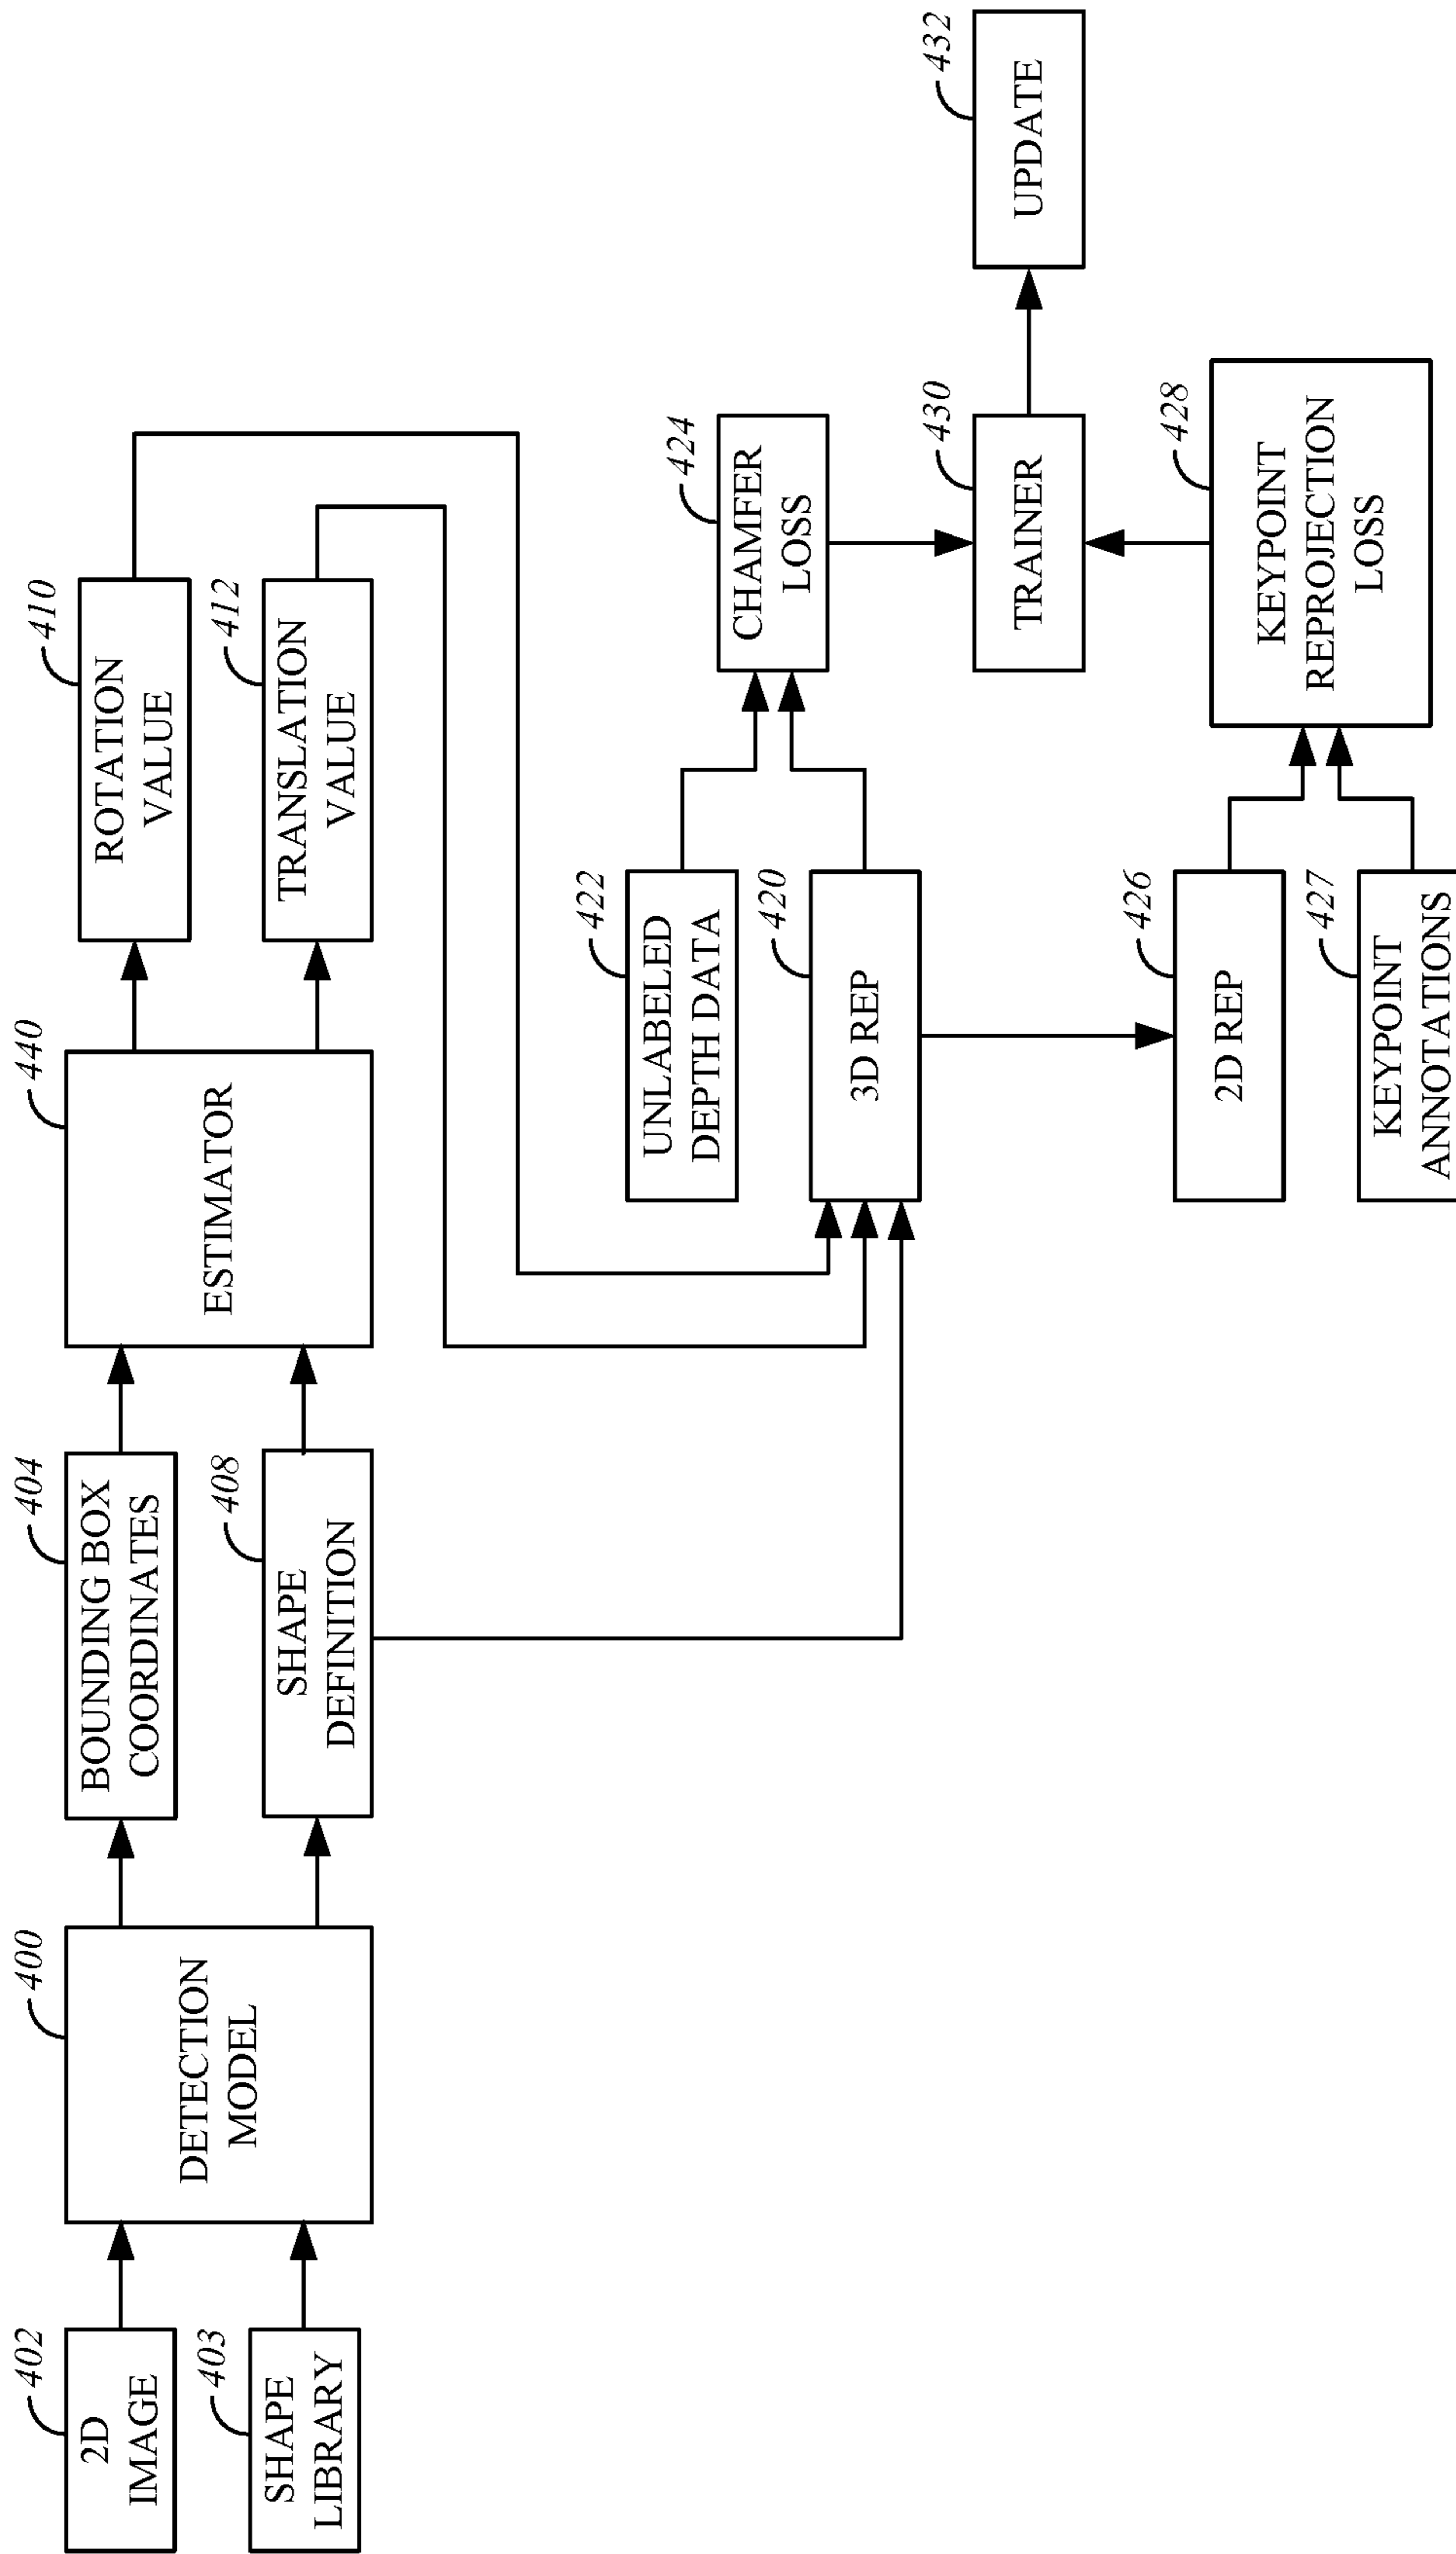 402
2D
IMAGE
403
SHAPE
LIBRARY
400
DETECTION
MODEL
404
BOUNDING BOX
COORDINATES
408
SHAPE
DEFINITION
440
ESTIMATOR
410
ROTATION
VALUE
412
TRANSLATION
VALUE
422
UNLABELED
DEPTH DATA
420
3D REP
424
CHAMFER
LOSS
430
TRAINER
432
UPDATE
426
2D REP
427
KEYPOINT
ANNOTATIONS
428
KEYPOINT
REPROJECTION
LOSS